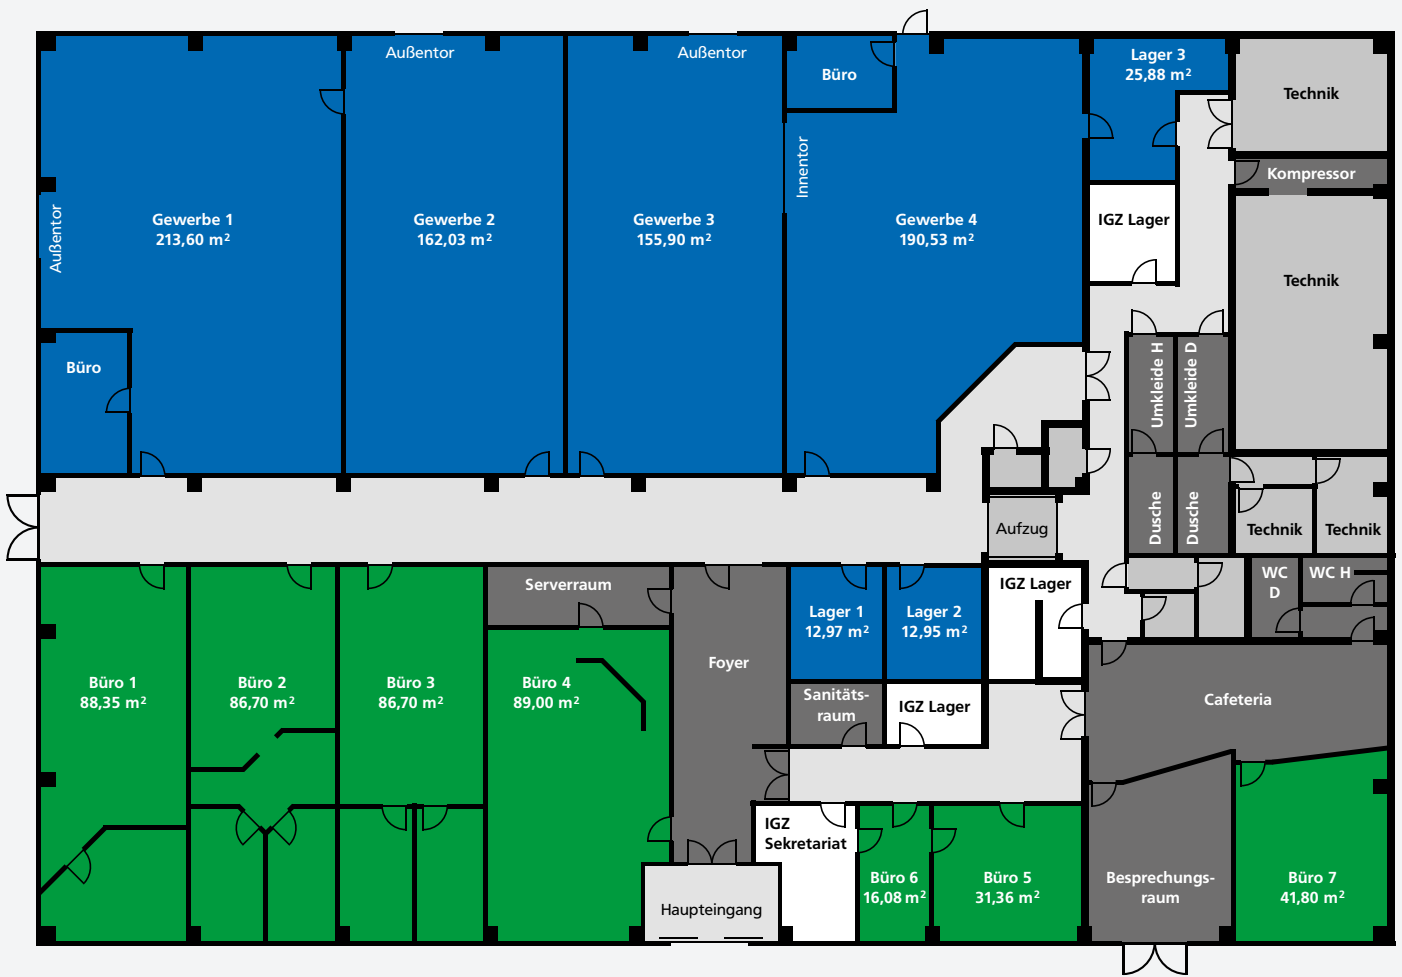 Außentor
Außentor
Büro
Lager 3
25,88 m²
Technik
Kompressor
Innentor
Außentor
Gewerbe 1
213,60 m²
Gewerbe 2
162,03 m²
Gewerbe 3
155,90 m²
Gewerbe 4
190,53 m²
IGZ Lager
Technik
Büro
Umkleide H
Umkleide D
Dusche
Dusche
Aufzug
Technik
Technik
Serverraum
Lager 1
12,97 m²
Lager 2
12,95 m²
IGZ Lager
WC
D
WC H
Foyer
Büro 1
88,35 m²
Büro 2
86,70 m²
Büro 3
86,70 m²
Büro 4
89,00 m²
Sanitäts-
raum
IGZ Lager
Cafeteria
IGZ
Sekretariat
Büro 6
16,08 m²
Büro 5
31,36 m²
Besprechungs-
raum
Büro 7
41,80 m²
Haupteingang